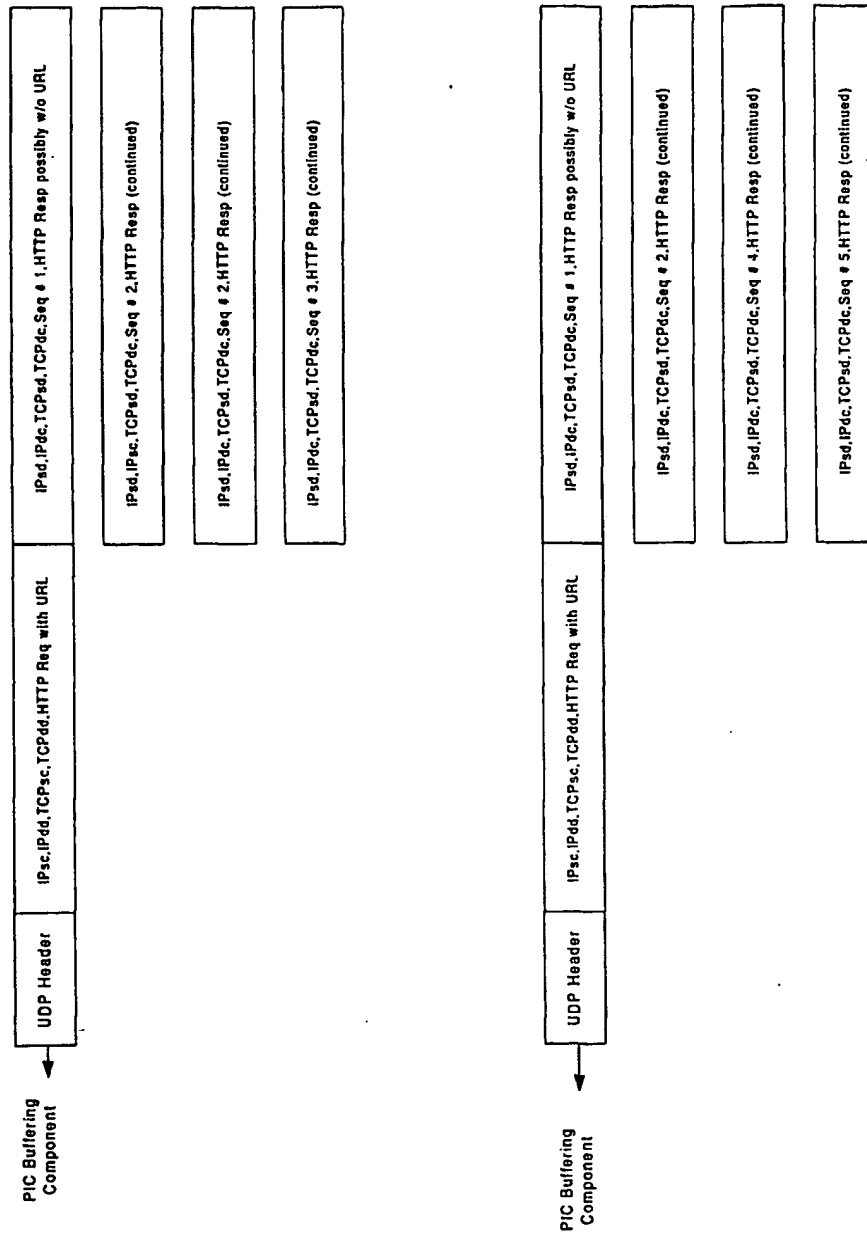 PIC Buffering
Component
UDP Header
IPsc,IPdd,TCPsc,TCPdd,HTTP Req with URL
IPsd,IPdc,TCPsd,TCPdc,Seq # 1,HTTP Resp possibly w/o URL
IPsd,IPsc,TCPsd,TCPdc,Seq # 2,HTTP Resp (continued)
IPsd,IPdc,TCPsd,TCPdc,Seq # 2,HTTP Resp (continued)
IPsd,IPdc,TCPsd,TCPdc,Seq # 3,HTTP Resp (continued)
PIC Buffering
Component
UDP Header
IPsc,IPdd,TCPsc,TCPdd,HTTP Req with URL
IPsd,IPdc,TCPsd,TCPdc,Seq # 1,HTTP Resp possibly w/o URL
IPsd,IPdc,TCPsd,TCPdc,Seq # 2,HTTP Resp (continued)
IPsd,IPdc,TCPsd,TCPdc,Seq # 4,HTTP Resp (continued)
IPsd,IPdc,TCPsd,TCPdc,Seq # 5,HTTP Resp (continued)